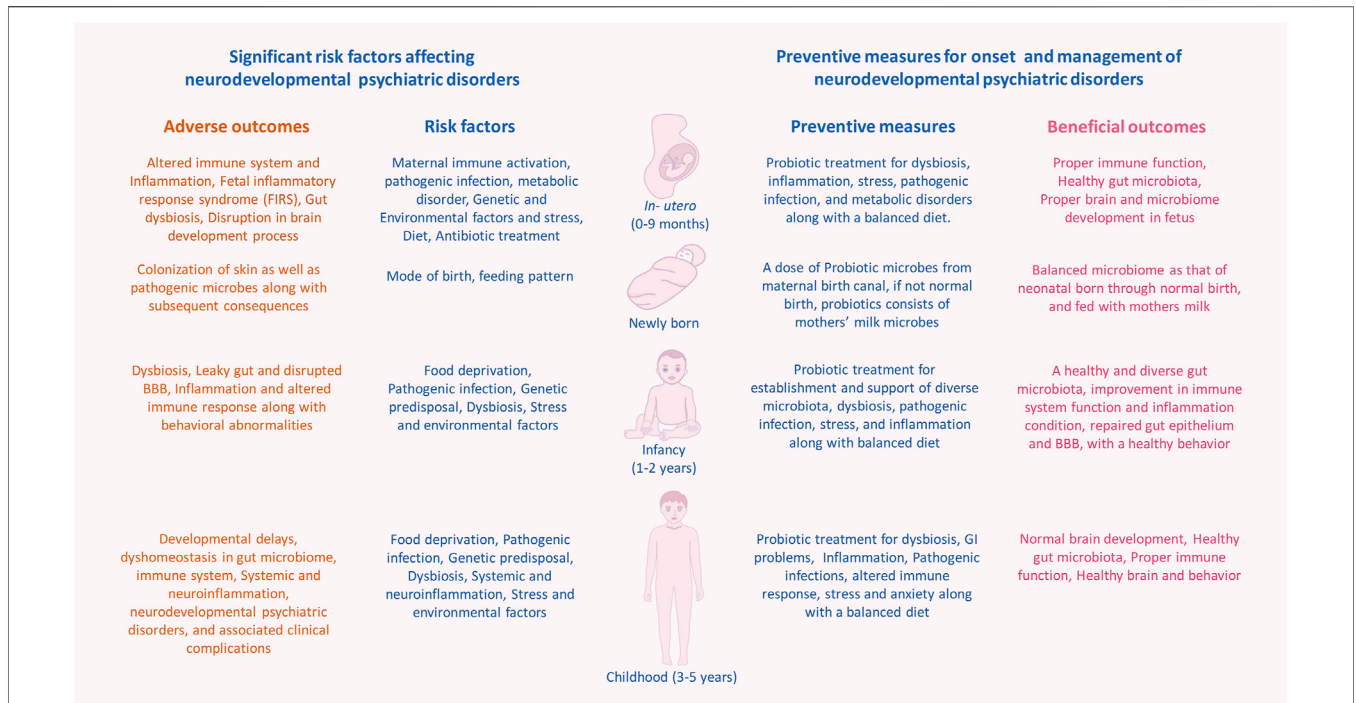 Significant risk factors affecting
neurodevelopmental psychiatric disorders
Preventive measures for onset and management of
neurodevelopmental psychiatric disorders
Adverse outcomes
Risk factors
Preventive measures
Beneficial outcomes
Altered immune system and
Inflammation, Fetal inflammatory
response syndrome (FIRS), Gut
dysbiosis, Disruption in brain
development process
Maternal immune activation,
pathogenic infection, metabolic
disorder, Genetic and
Environmental factors and stress,
Diet, Antibiotic treatment
In- utero
(0-9 months)
Probiotic treatment for dysbiosis,
inflammation, stress, pathogenic
infection, and metabolic disorders
along with a balanced diet.
Proper immune function,
Healthy gut microbiota,
Proper brain and microbiome
development in fetus
Colonization of skin as well as
pathogenic microbes along with
subsequent consequences
Mode of birth, feeding pattern
Newly born
A dose of Probiotic microbes from
maternal birth canal, if not normal
birth, probiotics consists of
mothers’ milk microbes
Balanced microbiome as that of
neonatal born through normal birth,
and fed with mothers milk
Dysbiosis, Leaky gut and disrupted
BBB, Inflammation and altered
immune response along with
behavioral abnormalities
Food deprivation,
Pathogenic infection, Genetic
predisposal, Dysbiosis, Stress
and environmental factors
Infancy
(1-2 years)
Probiotic treatment for
establishment and support of diverse
microbiota, dysbiosis, pathogenic
infection, stress, and inflammation
along with balanced diet
A healthy and diverse gut
microbiota, improvement in immune
system function and inflammation
condition, repaired gut epithelium
and BBB, with a healthy behavior
Developmental delays,
dyshomeostasis in gut microbiome,
immune system, Systemic and
neuroinflammation,
neurodevelopmental psychiatric
disorders, and associated clinical
complications
Food deprivation, Pathogenic
infection, Genetic predisposal,
Dysbiosis, Systemic and
neuroinflammation, Stress and
environmental factors
Childhood (3-5 years)
Probiotic treatment for dysbiosis, GI
problems, Inflammation, Pathogenic
infections, altered immune
response, stress and anxiety along
with a balanced diet
Normal brain development, Healthy
gut microbiota, Proper immune
function, Healthy brain and behavior